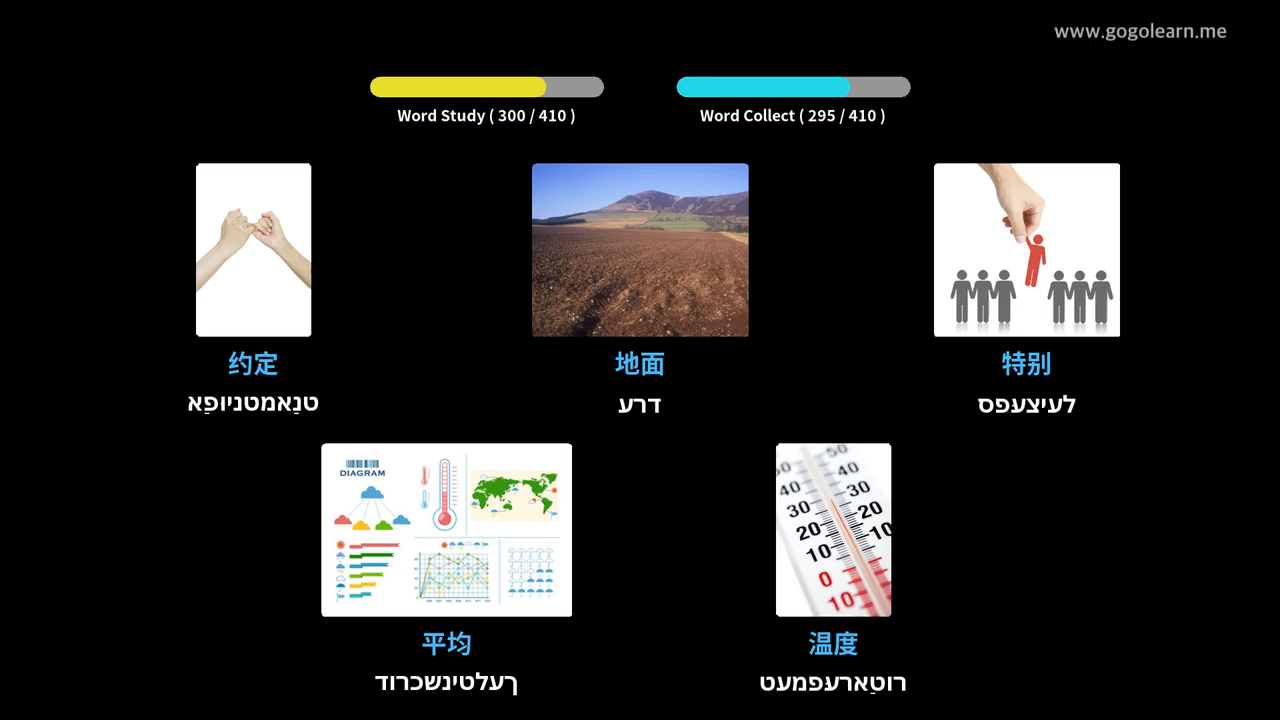 www.gogolearn.me
Word Study ( 300 / 410 )
Word Collect ( 295 / 410 )
约定
טנַאמטניופַא
地面
דרע
特别
לעיצעפס
DIAGRAM
平均
ךעלטינשכרוד
温度
רוטַארעפמעט